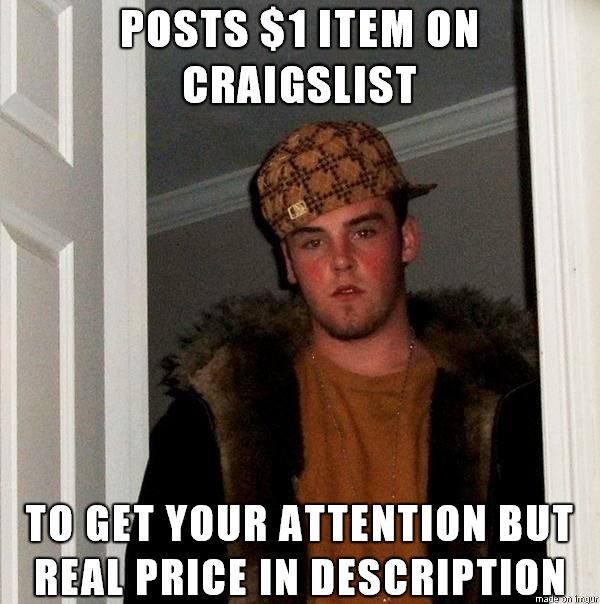 POSTS $1 ITEM ON
CRAIGSLIST
TO GET YOUR ATTENTION BUT
REAL PRICE IN DESCRIPTION
made on imgur